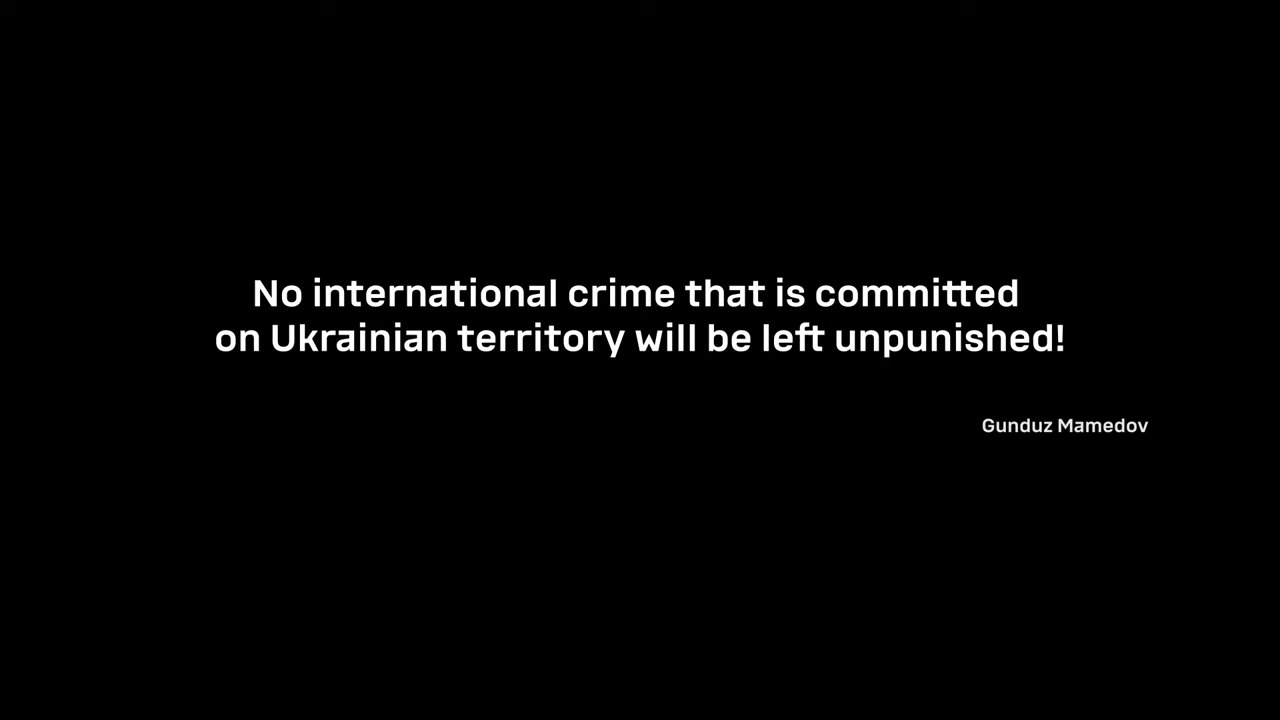 No international crime that is committed
on Ukrainian territory will be left unpunished!
Gunduz Mamedov